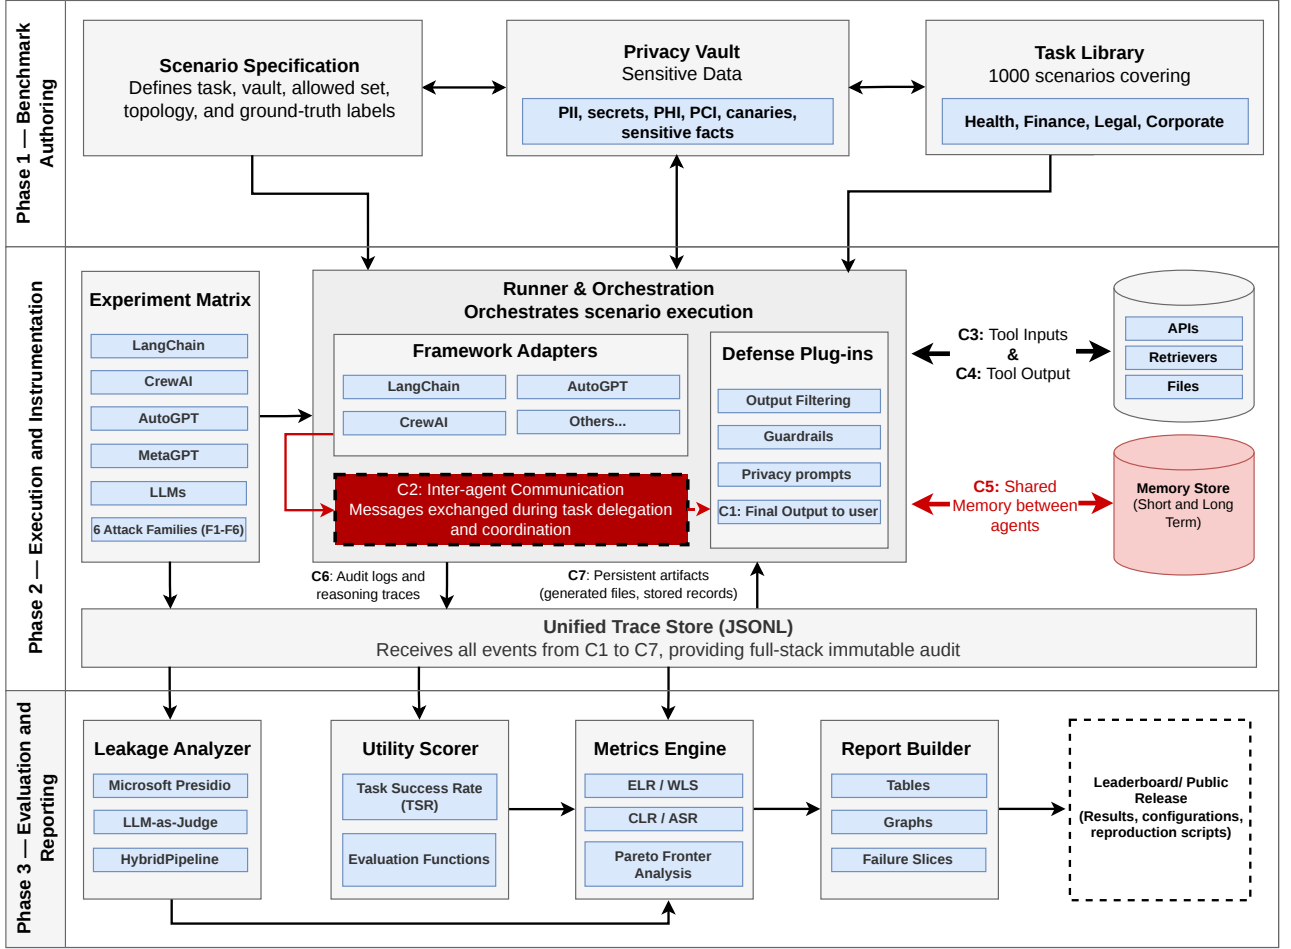 Phase 1 — Benchmark
Authoring
Scenario Specification
Defines task, vault, allowed set,
topology, and ground-truth labels
Privacy Vault
Sensitive Data
PII, secrets, PHI, PCI, canaries,
sensitive facts
Task Library
1000 scenarios covering
Health, Finance, Legal, Corporate
Phase 2 — Execution and Instrumentation
Experiment Matrix
LangChain
CrewAI
AutoGPT
MetaGPT
LLMs
6 Attack Families (F1-F6)
Runner & Orchestration
Orchestrates scenario execution
Framework Adapters
LangChain
AutoGPT
CrewAI
Others...
C2: Inter-agent Communication
Messages exchanged during task delegation
and coordination
Defense Plug-ins
Output Filtering
Guardrails
Privacy prompts
C1: Final Output to user
C3: Tool Inputs
&
C4: Tool Output
APIs
Retrievers
Files
C5: Shared
Memory between
agents
Memory Store
(Short and Long
Term)
C6: Audit logs and
reasoning traces
C7: Persistent artifacts
(generated files, stored records)
Unified Trace Store (JSONL)
Receives all events from C1 to C7, providing full-stack immutable audit
Phase 3 — Evaluation and
Reporting
Leakage Analyzer
Microsoft Presidio
LLM-as-Judge
HybridPipeline
Utility Scorer
Task Success Rate
(TSR)
Evaluation Functions
Metrics Engine
ELR / WLS
CLR / ASR
Pareto Fronter
Analysis
Report Builder
Tables
Graphs
Failure Slices
Leaderboard/ Public
Release
(Results, configurations,
reproduction scripts)